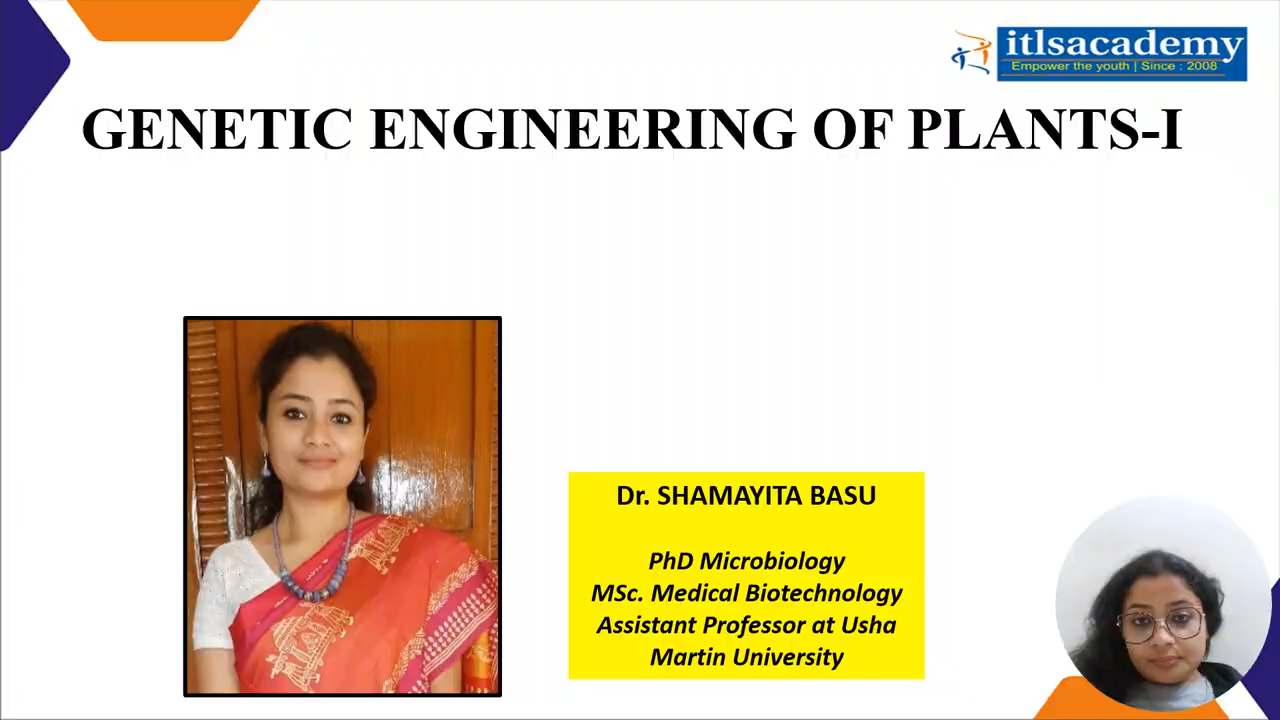 itlsacademy
Empower the youth | Since : 2008
GENETIC ENGINEERING OF PLANTS-I
Dr. SHAMAYITA BASU
PhD Microbiology
MSc. Medical Biotechnology
Assistant Professor at Usha
Martin University